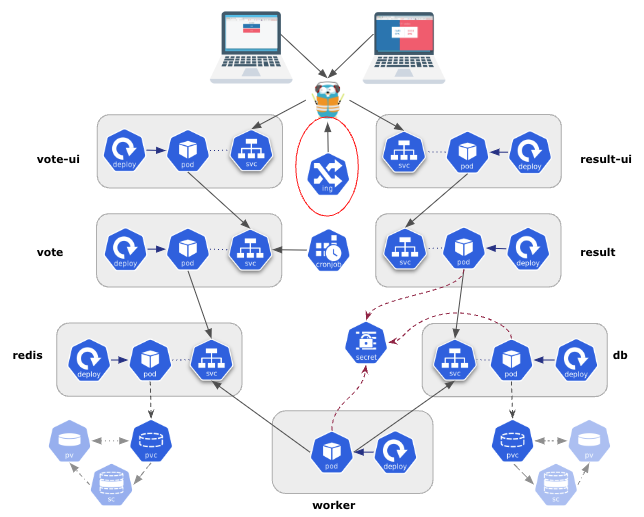 deploy
pod
svc
svc
pod
deploy
vote-ui
result-ui
ing
vote
deploy
pod
svc
cronjob
svc
pod
deploy
result
redis
deploy
pod
svc
secret
svc
pod
deploy
db
pv
pvc
sc
pod
deploy
pvc
pv
sc
worker